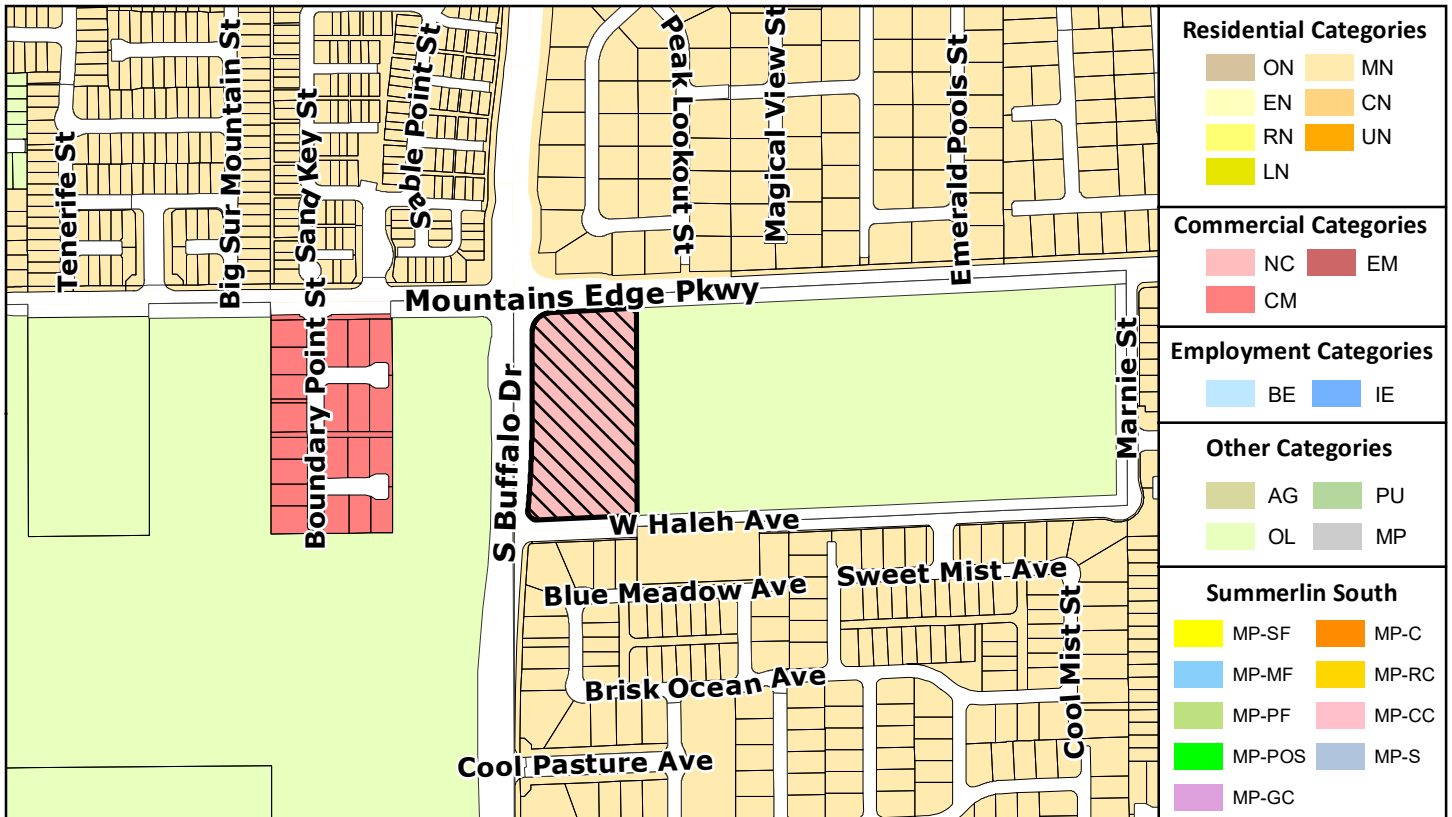 Tenerife St
Big Sur Mountain St
Sand Key St
Seble Point St
Peak Lookout St
Magical View St
Emerald Pools St
Mountains Edge Pkwy
Boundary Point St
S Buffalo Dr
Marnie St
W Haleh Ave
Blue Meadow Ave
Sweet Mist Ave
Brisk Ocean Ave
Cool Mist St
Cool Pasture Ave
Residential Categories
ON MN
EN CN
RN UN
LN
Commercial Categories
NC EM
CM
Employment Categories
BE IE
Other Categories
AG PU
OL MP
Summerlin South
MP-SF MP-C
MP-MF MP-RC
MP-PF MP-CC
MP-POS MP-S
MP-GC